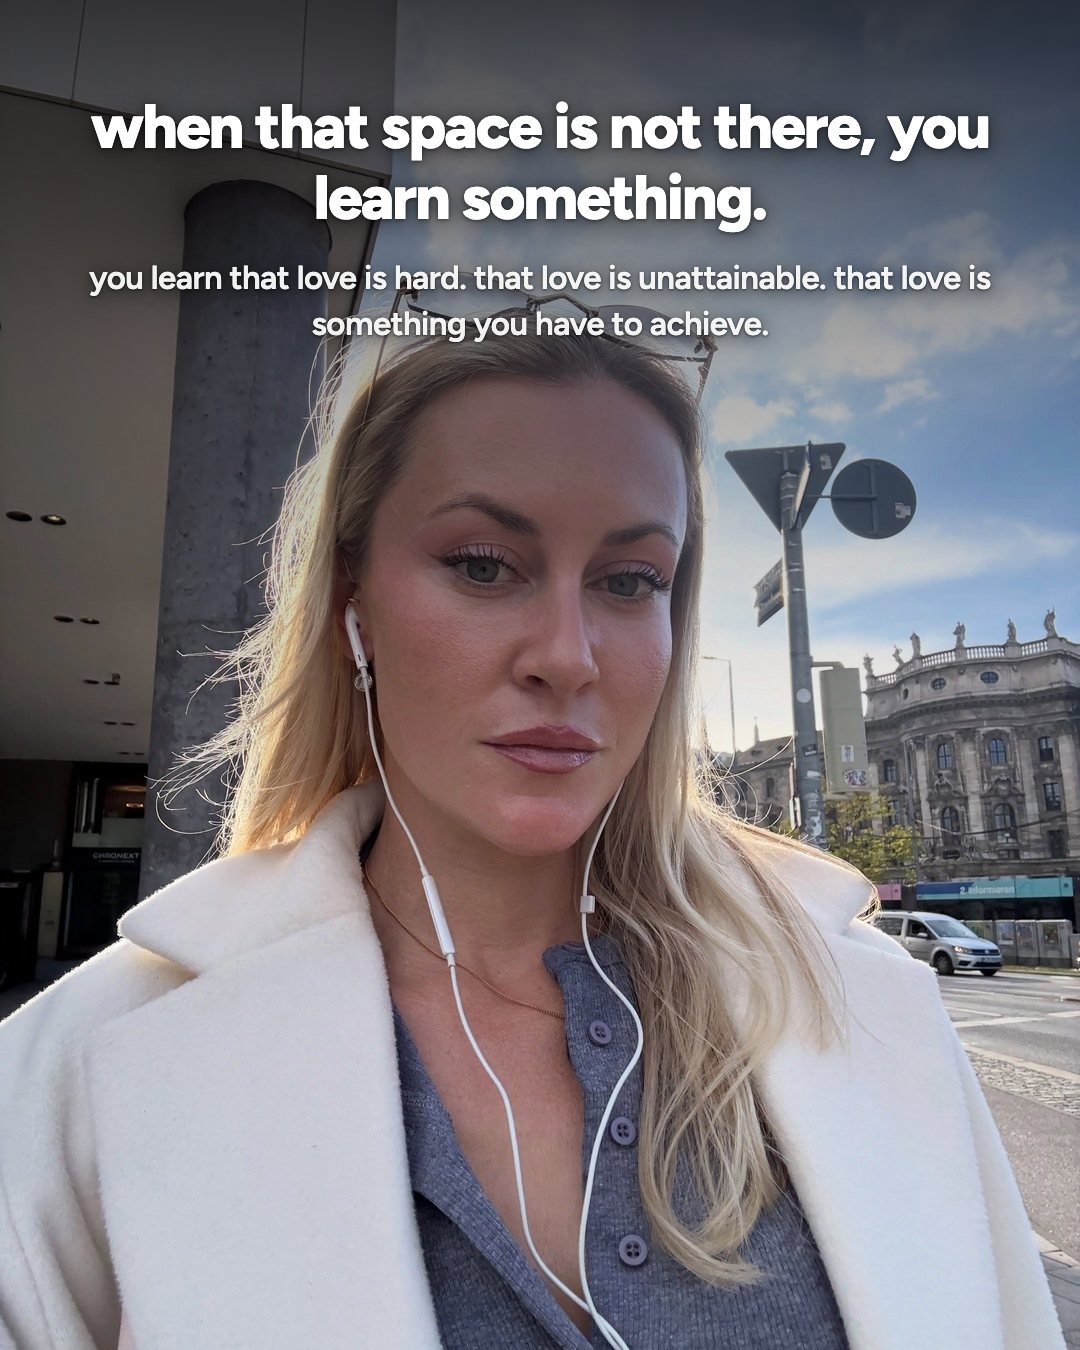 when that space is not there, you
learn something.
you learn that love is hard. that love is unattainable. that love is
something you have to achieve.
CHRONEXT
2. Informieren